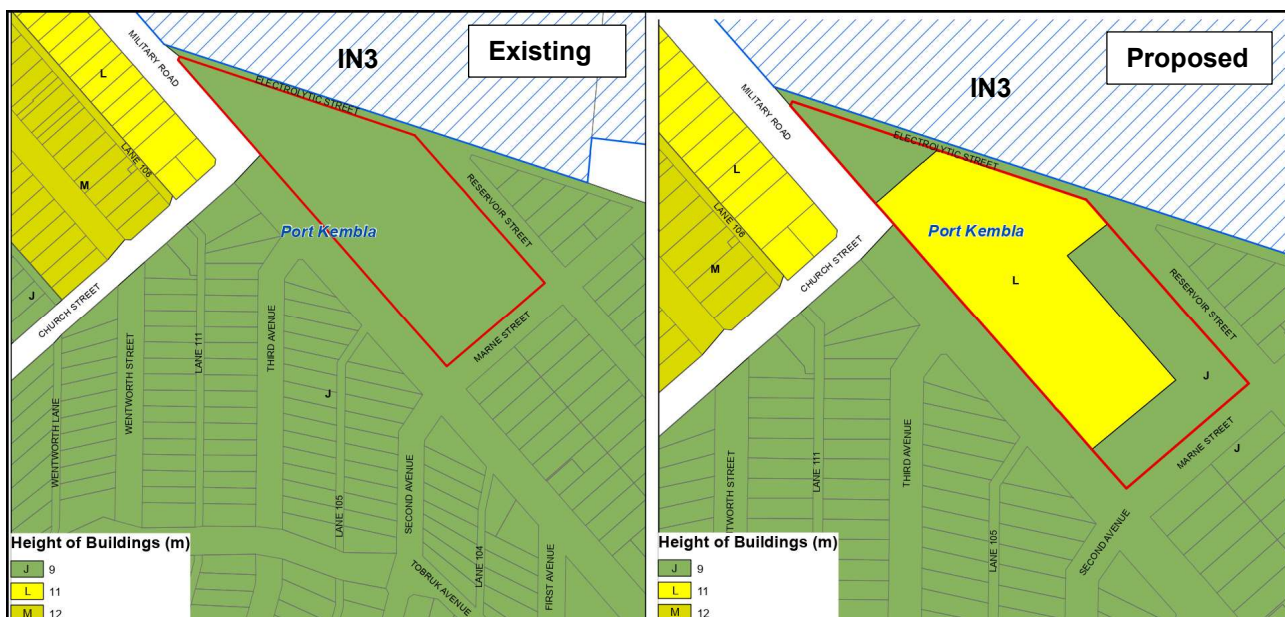 Existing
IN3
MILITARY ROAD
L
ELECTROLYTIC STREET
LANE 106
M
RESERVOIR STREET
Port Kembla
J
CHURCH STREET
MARNE STREET
WENTWORTH LANE
WENTWORTH STREET
LANE 111
THIRD AVENUE
J
LANE 105
SECOND AVENUE
LANE 104
FIRST AVENUE
TOBRUK AVENUE
Height of Buildings (m)
J 9
L 11
M 12
Proposed
IN3
MILITARY ROAD
L
ELECTROLYTIC STREET
LANE 106
M
Port Kembla
CHURCH STREET
L
RESERVOIR STREET
J
MARNE STREET
J
TWORTH STREET
LANE 111
THIRD AVENUE
LANE 105
SECOND AVENUE
Height of Buildings (m)
J 9
L 11
M 12